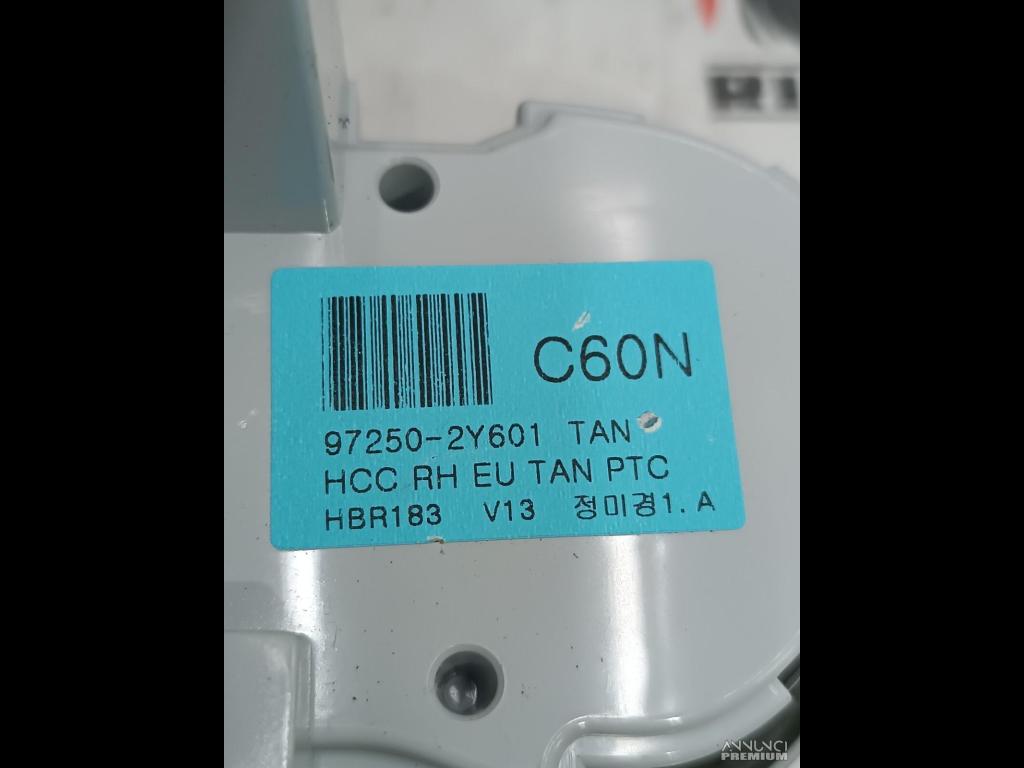 C60N
97250-2Y601 TAN
HCC RH EU TAN PTC
HBR183 V13 정미경1.A
ANNUNCI
PREMIUM